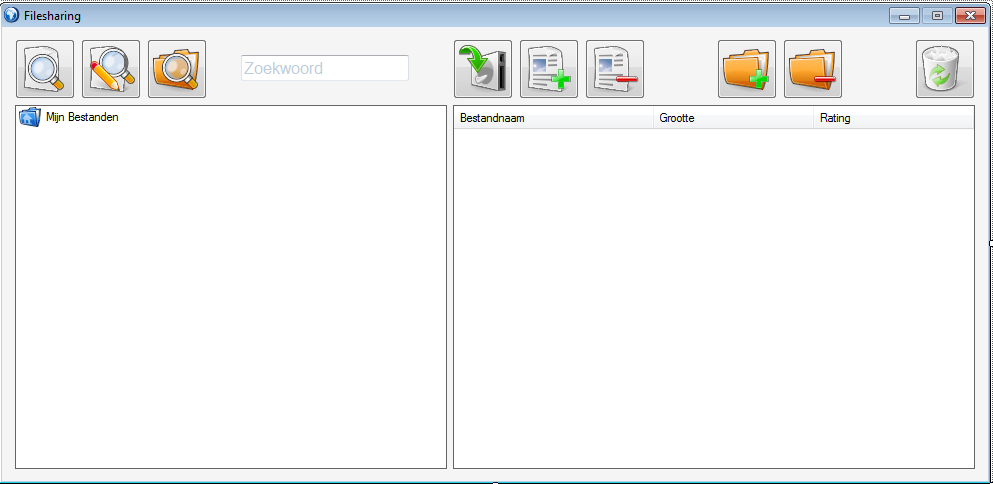 Filesharing
Zoekwoord
Mijn Bestanden
Bestandnaam Grootte Rating